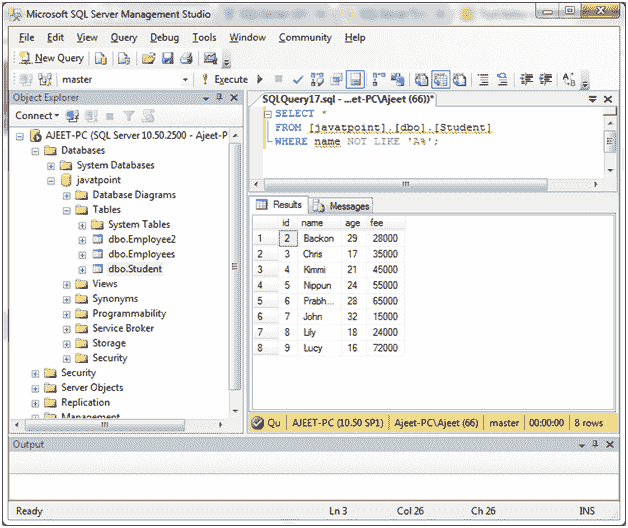 Microsoft SQL Server Management Studio
File Edit View Query Debug Tools Window Community Help
New Query
master Execute
Object Explorer
Connect
AJEET-PC (SQL Server 10.50.2500 - Ajeet-P
Databases
System Databases
javatpoint
Database Diagrams
Tables
System Tables
dbo.Employee2
dbo.Employees
dbo.Student
Views
Synonyms
Programmability
Service Broker
Storage
Security
Security
Server Objects
Replication
Management
SQLQuery17.sql - ...et-PC\Ajeet (66))*
SELECT *
FROM [javatpoint].[dbo].[Student]
WHERE name NOT LIKE 'A%';
Results Messages
id name age fee
1 2 Backon 29 28000
2 3 Chris 17 35000
3 4 Kimmi 21 45000
4 5 Nippun 24 55000
5 6 Prabh... 28 65000
6 7 John 32 15000
7 8 Lily 18 24000
8 9 Lucy 16 72000
Qu AJEET-PC (10.50 SP1) Ajeet-PC\Ajeet (66) master 00:00:00 8 rows
Output
Ready Ln 3 Col 26 Ch 26 INS